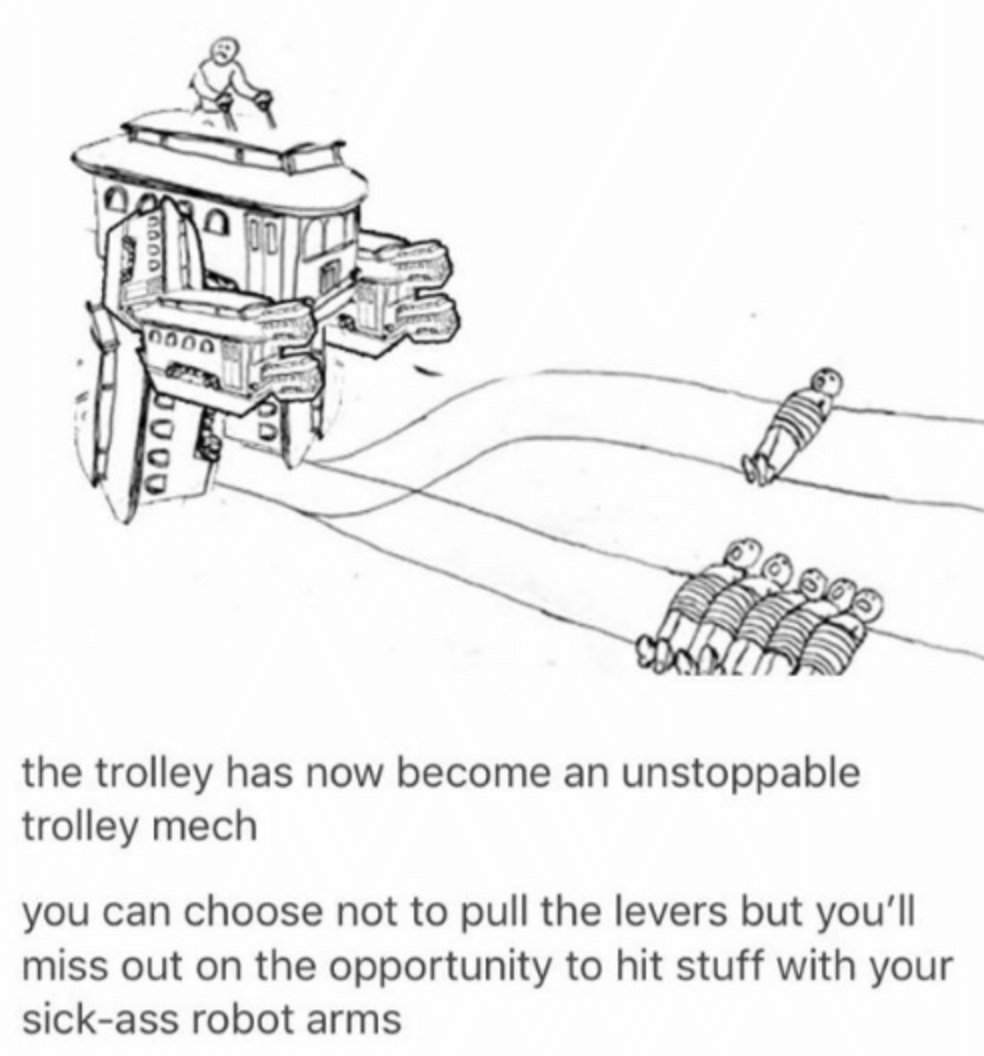 the trolley has now become an unstoppable
trolley mech
you can choose not to pull the levers but you'll
miss out on the opportunity to hit stuff with your
sick-ass robot arms